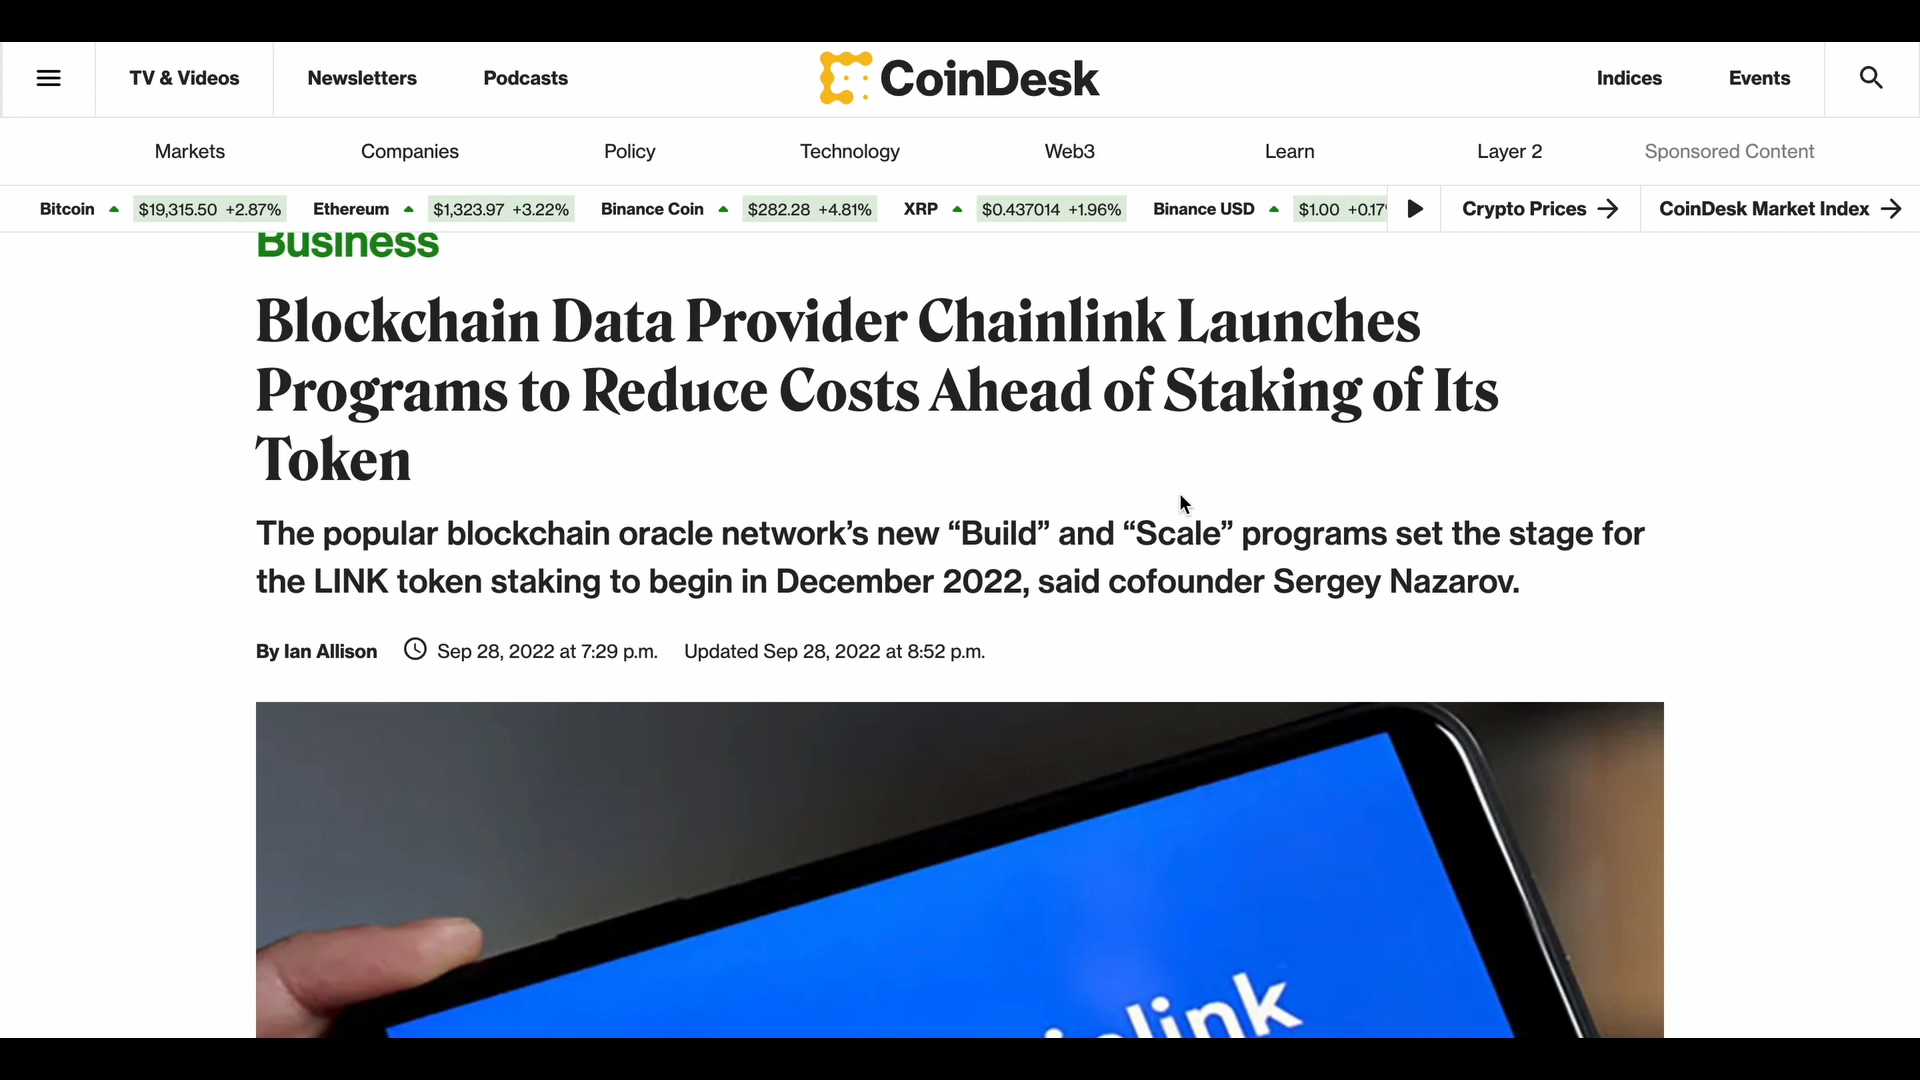 TV & Videos
Newsletters
Podcasts
CoinDesk
Indices
Events
Markets
Companies
Policy
Technology
Web3
Learn
Layer 2
Sponsored Content
Bitcoin $19,315.50 +2.87% Ethereum $1,323.97 +3.22% Binance Coin $282.28 +4.81% XRP $0.437014 +1.96% Binance USD $1.00 +0.17
Crypto Prices
CoinDesk Market Index
Business
Blockchain Data Provider Chainlink Launches
Programs to Reduce Costs Ahead of Staking of Its
Token
The popular blockchain oracle network’s new “Build” and “Scale” programs set the stage for
the LINK token staking to begin in December 2022, said cofounder Sergey Nazarov.
By Ian Allison Sep 28, 2022 at 7:29 p.m. Updated Sep 28, 2022 at 8:52 p.m.